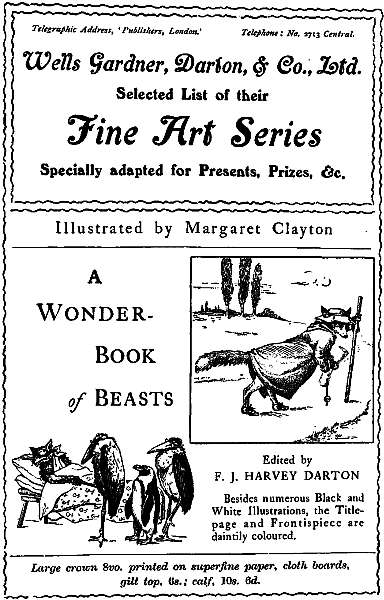 Telegraphic Address, 'Publishers, London.' Telephone: No. 2713 Central.
Wells Gardner, Darton, & Co., Ltd.
Selected List of their
Fine Art Series
Specially adapted for Presents, Prizes, &c.
Illustrated by Margaret Clayton
A
WONDER-
BOOK
of BEASTS
Edited by
F. J. HARVEY DARTON
Besides numerous Black and
White Illustrations, the Title-
page and Frontispiece are
daintily coloured.
Large crown 8vo. printed on superfine paper, cloth boards,
gilt top, 6s.; calf, 10s. 6d.